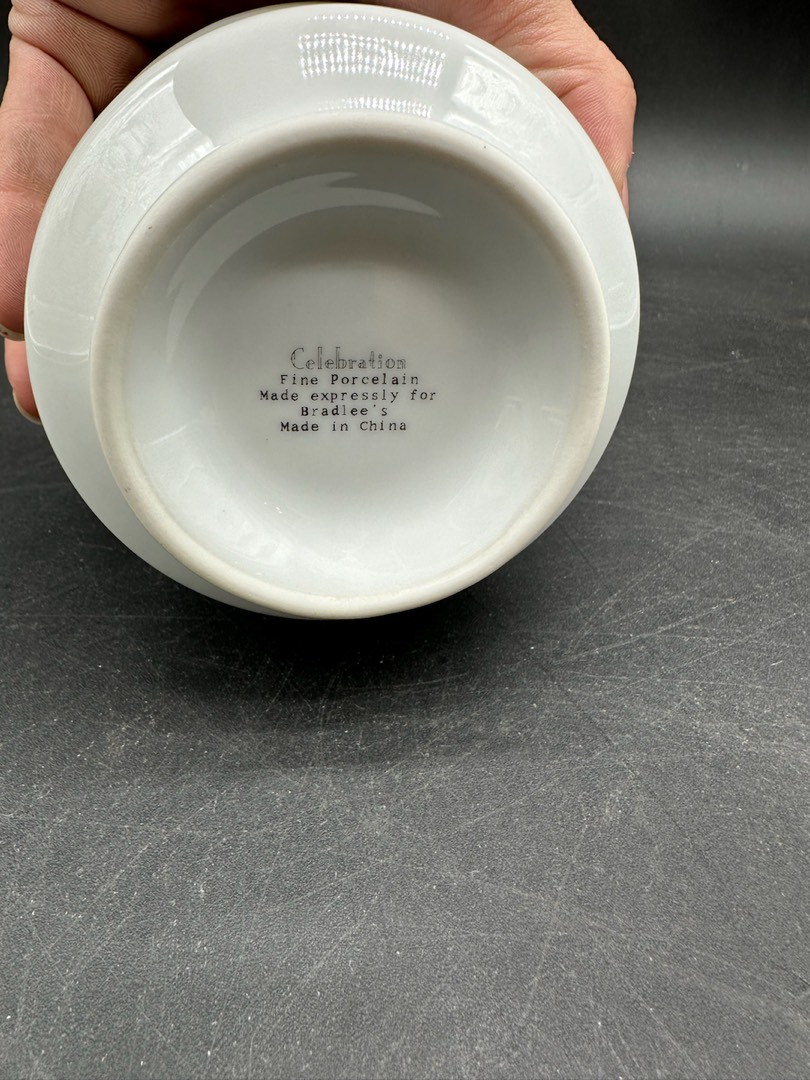 Celebration
Fine Porcelain
Made expressly for
Bradlee's
Made in China